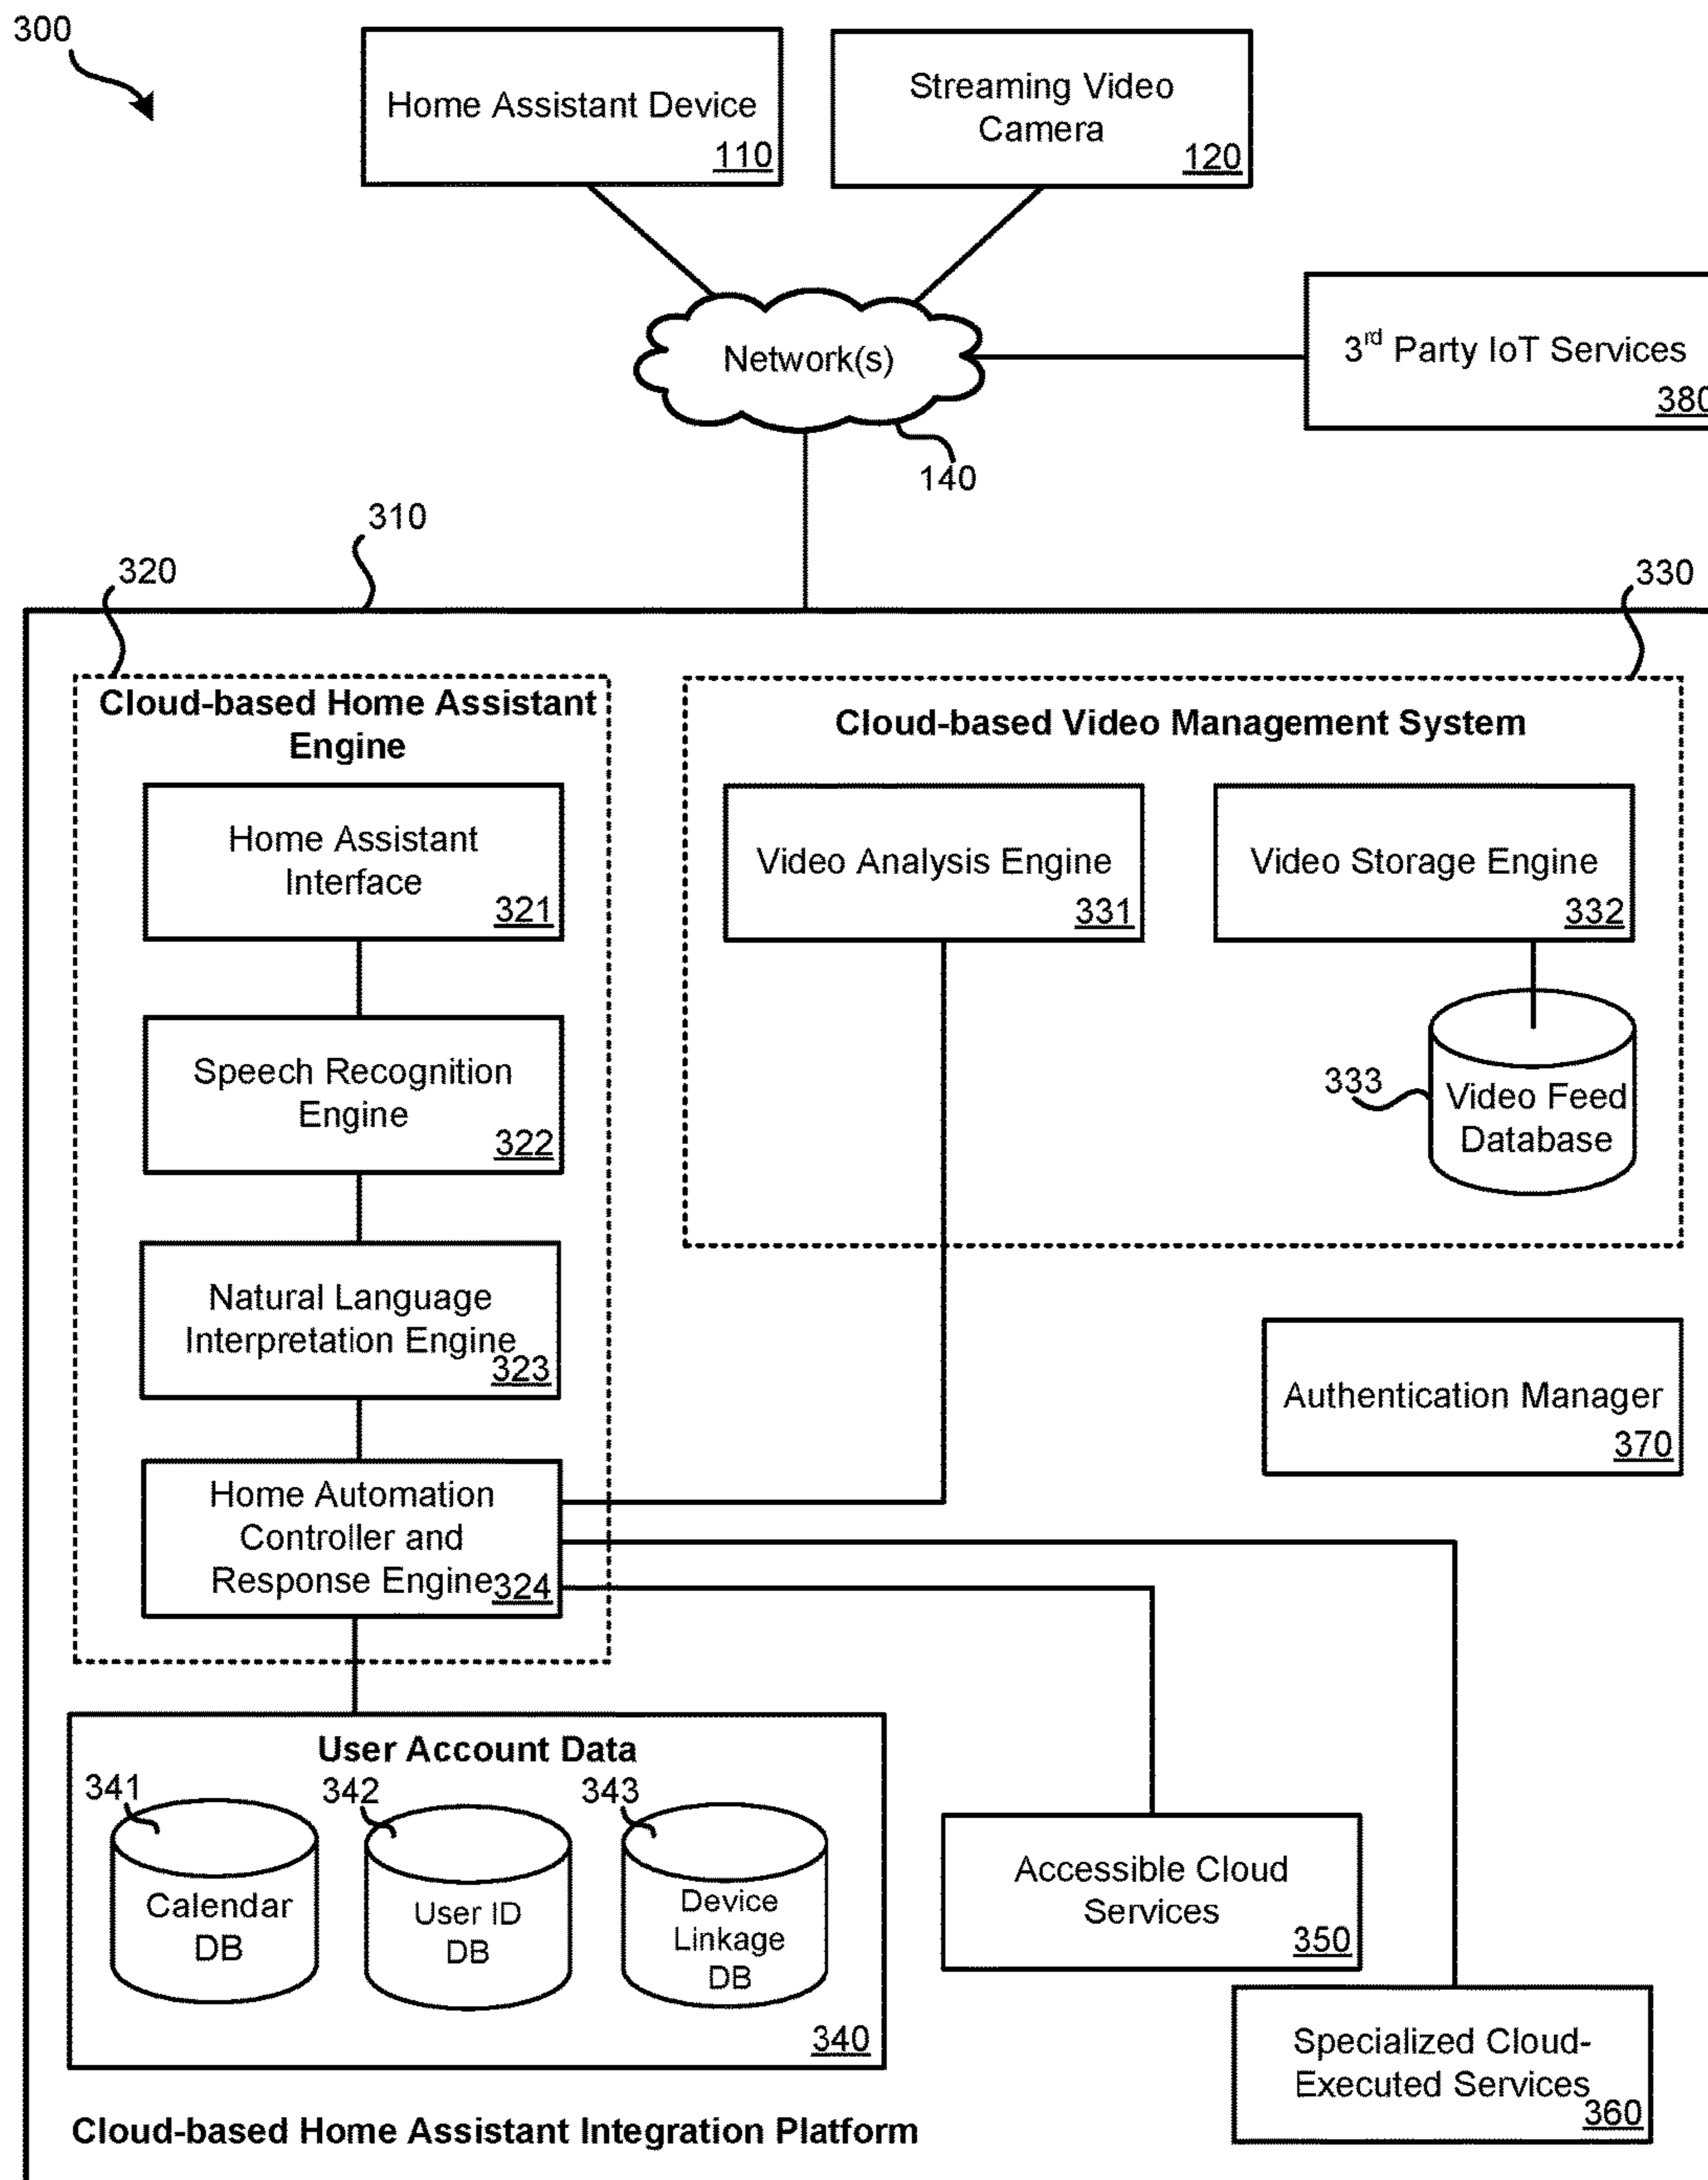 300
Home Assistant Device
110
Streaming Video
Camera
120
Network(s)
140
3rd Party IoT Services
380
310
320
330
Cloud-based Home Assistant
Engine
Home Assistant
Interface
321
Speech Recognition
Engine
322
Natural Language
Interpretation Engine
323
Home Automation
Controller and
Response Engine
324
Cloud-based Video Management System
Video Analysis Engine
331
Video Storage Engine
332
333
Video Feed
Database
Authentication Manager
370
User Account Data
341
Calendar
DB
342
User ID
DB
343
Device
Linkage
DB
340
Accessible Cloud
Services
350
Specialized Cloud-
Executed Services
360
Cloud-based Home Assistant Integration Platform